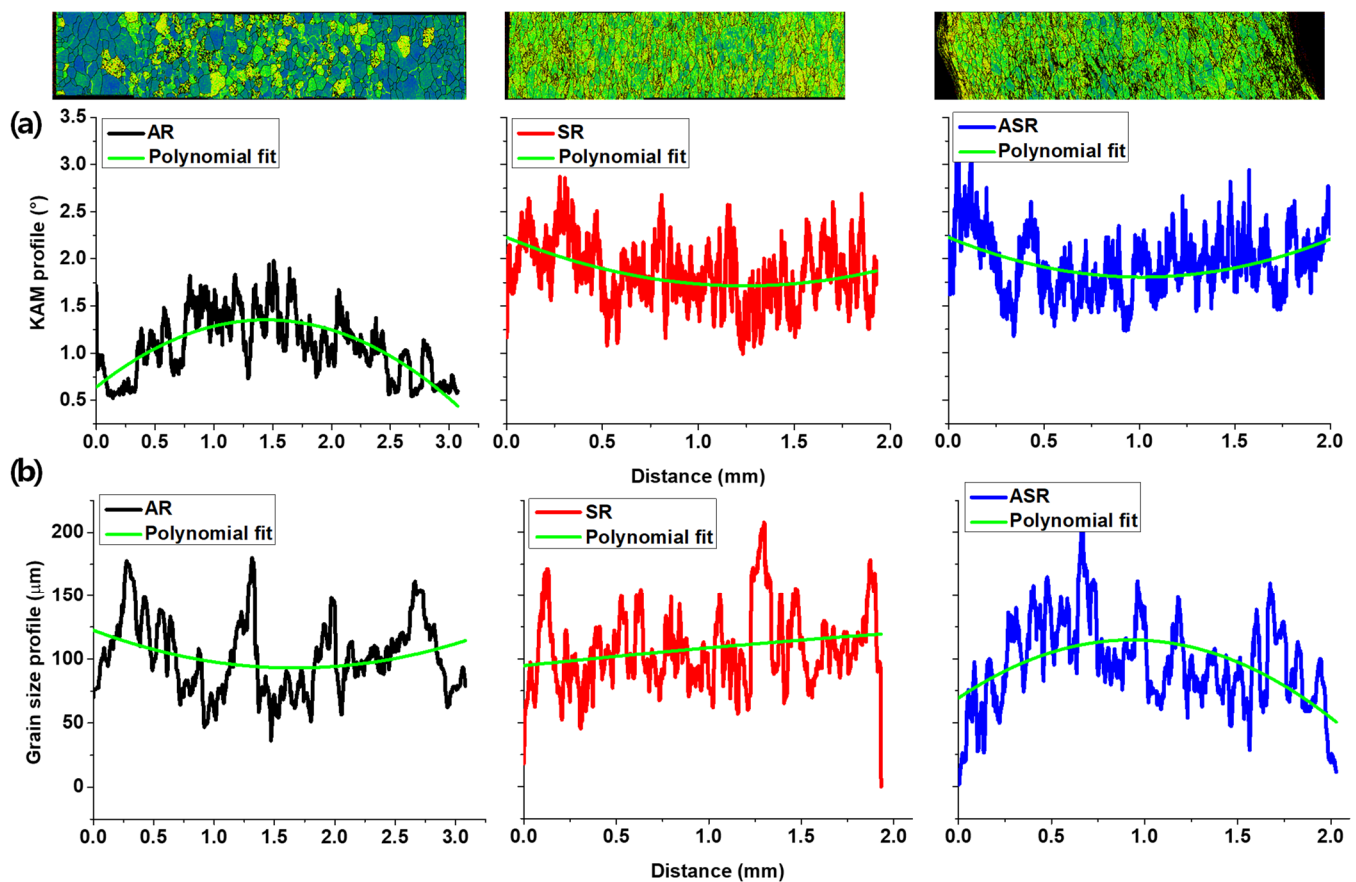 (a)
KAM profile (°)
3.5
3.0
2.5
2.0
1.5
1.0
0.5
AR
Polynomial fit
0.0 0.5 1.0 1.5 2.0 2.5 3.0
SR
Polynomial fit
0.0 0.5 1.0 1.5 2.0
ASR
Polynomial fit
0.0 0.5 1.0 1.5 2.0
Distance (mm)
(b)
Grain size profile (μm)
200
150
100
50
0
AR
Polynomial fit
0.0 0.5 1.0 1.5 2.0 2.5 3.0
SR
Polynomial fit
0.0 0.5 1.0 1.5 2.0
ASR
Polynomial fit
0.0 0.5 1.0 1.5 2.0
Distance (mm)